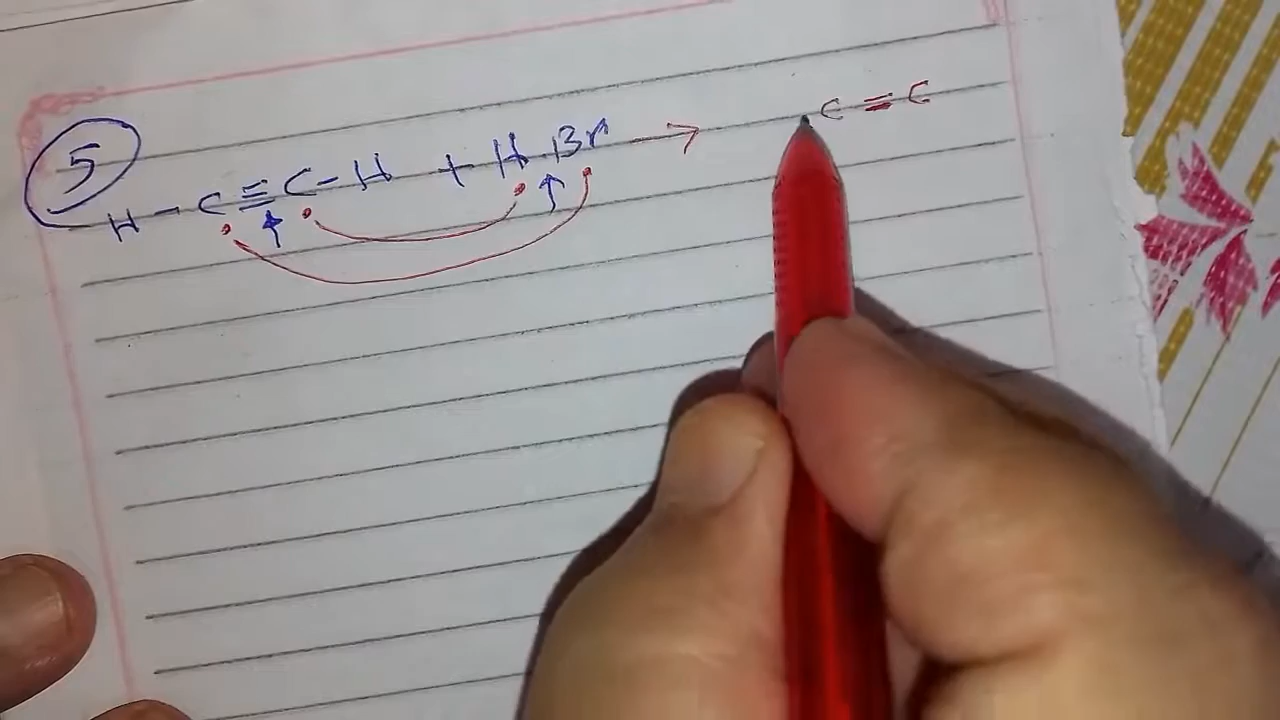 5
H - C ≡ C - H + H Br → C = C